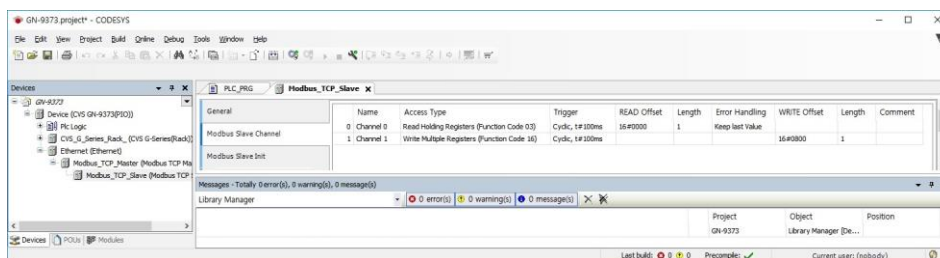 GN-9373.project* - CODESYS
File Edit View Project Build Online Debug Tools Window Help
Devices
GN-9373
Device (CVS GN-9373(PIO))
Plc Logic
CVS_G_Series_Rack_ (CVS G-Series(Rack))
Ethernet (Ethernet)
Modbus_TCP_Master (Modbus TCP Ma
Modbus_TCP_Slave (Modbus TCP
Devices POUs Modules
PLC_PRG Modbus_TCP_Slave
General
Modbus Slave Channel
Modbus Slave Init
Name Access Type Trigger READ Offset Length Error Handling WRITE Offset Length Comment
0 Channel 0 Read Holding Registers (Function Code 03) Cyclic, t#100ms 16#0000 1 Keep last Value
1 Channel 1 Write Multiple Registers (Function Code 16) Cyclic, t#100ms 16#0800 1
Messages - Totally 0 error(s), 0 warning(s), 0 message(s)
Library Manager 0 error(s) 0 warning(s) 0 message(s)
Project Object Position
GN-9373 Library Manager [De...
Last build: 0 0 Precompile: Current user: (nobody)